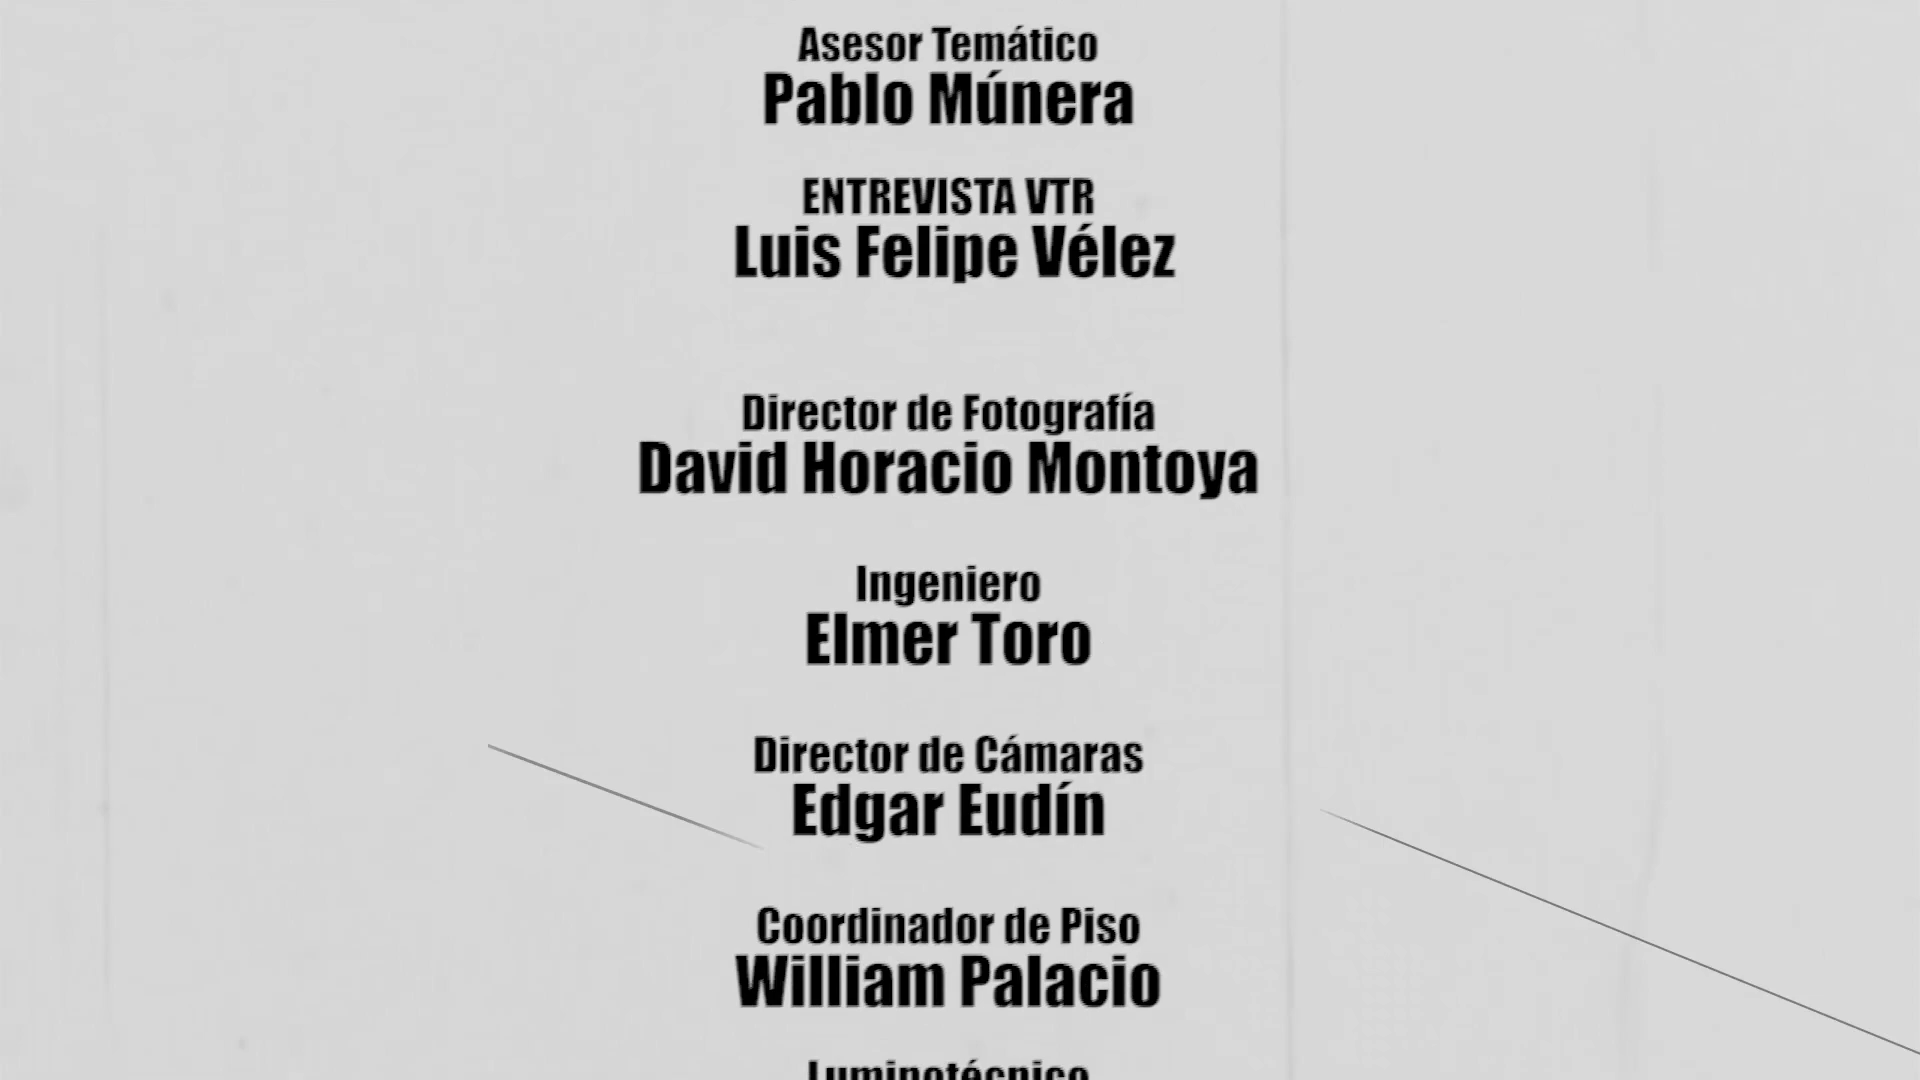 Asesor Temático
Pablo Múnera
ENTREVISTA VTR
Luis Felipe Vélez
Director de Fotografía
David Horacio Montoya
Ingeniero
Elmer Toro
Director de Cámaras
Edgar Eudín
Coordinador de Piso
William Palacio
Luminotécnico